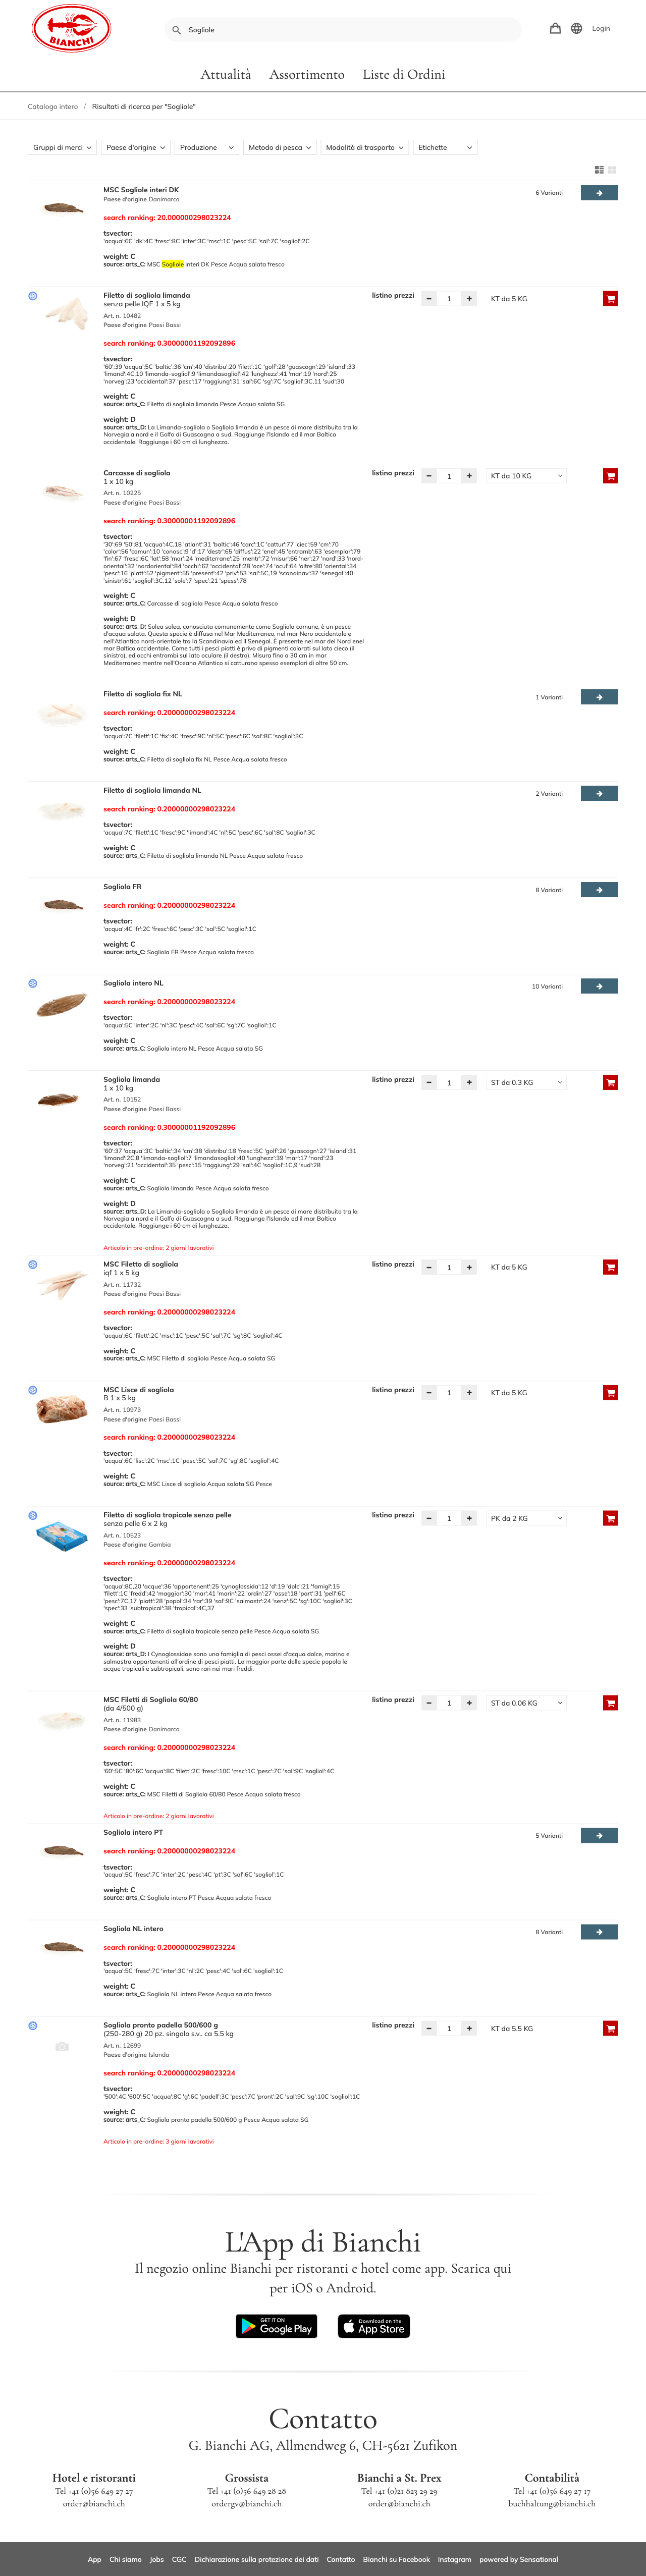 BIANCHI
Sogliole
Login
Attualità Assortimento Liste di Ordini
Catalogo intero / Risultati di ricerca per "Sogliole"
Gruppi di merci Paese d'origine Produzione Metodo di pesca Modalità di trasporto Etichette
MSC Sogliole interi DK
6 Varianti
Paese d'origine Danimarca
search ranking: 20.000000298023224
tsvector:
'acqua':6C 'dk':4C 'fresc':8C 'inter':3C 'msc':1C 'pesc':5C 'sal':7C 'sogliol':2C
weight: C
source: arts_C: MSC Sogliole interi DK Pesce Acqua salata fresco
Filetto di sogliola limanda
listino prezzi − 1 + KT da 5 KG
senza pelle IQF 1 x 5 kg
Art. n. 10482
Paese d'origine Paesi Bassi
search ranking: 0.30000001192092896
tsvector:
'60':39 'acqua':5C 'baltic':36 'cm':40 'distribu':20 'filett':1C 'golf':28 'guascogn':29 'island':33
'limand':4C,10 'limanda-sogliol':9 'limandasogliol':42 'lunghezz':41 'mar':19 'nord':25
'norveg':23 'occidental':37 'pesc':17 'raggiung':31 'sal':6C 'sg':7C 'sogliol':3C,11 'sud':30
weight: C
source: arts_C: Filetto di sogliola limanda Pesce Acqua salata SG
weight: D
source: arts_D: La Limanda-sogliola o Sogliola limanda è un pesce di mare distribuito tra la
Norvegia a nord e il Golfo di Guascogna a sud. Raggiunge l'Islanda ed il mar Baltico
occidentale. Raggiunge i 60 cm di lunghezza.
Carcasse di sogliola
listino prezzi − 1 + KT da 10 KG
1 x 10 kg
Art. n. 10225
Paese d'origine Paesi Bassi
search ranking: 0.30000001192092896
tsvector:
'30':69 '50':81 'acqua':4C,18 'atlant':31 'baltic':46 'carc':1C 'cattur':77 'ciec':59 'cm':70
'color':56 'comun':10 'conosc':9 'd':17 'destr':65 'diffus':22 'enel':45 'entramb':63 'esemplar':79
'fin':67 'fresc':6C 'lat':58 'mar':24 'mediterrane':25 'mentr':72 'misur':66 'ner':27 'nord':33 'nord-
oriental':32 'nordoriental':84 'occhi':62 'occidental':28 'oce':74 'ocul':64 'oltre':80 'oriental':34
'pesc':16 'piatt':52 'pigment':55 'present':42 'priv':53 'sal':5C,19 'scandinav':37 'senegal':40
'sinistr':61 'sogliol':3C,12 'sole':7 'spec':21 'spess':78
weight: C
source: arts_C: Carcasse di sogliola Pesce Acqua salata fresco
weight: D
source: arts_D: Solea solea, conosciuta comunemente come Sogliola comune, è un pesce
d'acqua salata. Questa specie è diffusa nel Mar Mediterraneo, nel mar Nero occidentale e
nell'Atlantico nord-orientale tra la Scandinavia ed il Senegal. È presente nel mar del Nord enel
mar Baltico occidentale. Come tutti i pesci piatti è privo di pigmenti colorati sul lato cieco (il
sinistro), ed occhi entrambi sul lato oculare (il destro). Misura fino a 30 cm in mar
Mediterraneo mentre nell'Oceano Atlantico si catturano spesso esemplari di oltre 50 cm.
Filetto di sogliola fix NL
1 Varianti
search ranking: 0.20000000298023224
tsvector:
'acqua':7C 'filett':1C 'fix':4C 'fresc':9C 'nl':5C 'pesc':6C 'sal':8C 'sogliol':3C
weight: C
source: arts_C: Filetto di sogliola fix NL Pesce Acqua salata fresco
Filetto di sogliola limanda NL
2 Varianti
search ranking: 0.20000000298023224
tsvector:
'acqua':7C 'filett':1C 'fresc':9C 'limand':4C 'nl':5C 'pesc':6C 'sal':8C 'sogliol':3C
weight: C
source: arts_C: Filetto di sogliola limanda NL Pesce Acqua salata fresco
Sogliola FR
8 Varianti
search ranking: 0.20000000298023224
tsvector:
'acqua':4C 'fr':2C 'fresc':6C 'pesc':3C 'sal':5C 'sogliol':1C
weight: C
source: arts_C: Sogliola FR Pesce Acqua salata fresco
Sogliola intero NL
10 Varianti
search ranking: 0.20000000298023224
tsvector:
'acqua':5C 'inter':2C 'nl':3C 'pesc':4C 'sal':6C 'sg':7C 'sogliol':1C
weight: C
source: arts_C: Sogliola intero NL Pesce Acqua salata SG
Sogliola limanda
listino prezzi − 1 + ST da 0.3 KG
1 x 10 kg
Art. n. 10152
Paese d'origine Paesi Bassi
search ranking: 0.30000001192092896
tsvector:
'60':37 'acqua':3C 'baltic':34 'cm':38 'distribu':18 'fresc':5C 'golf':26 'guascogn':27 'island':31
'limand':2C,8 'limanda-sogliol':7 'limandasogliol':40 'lunghezz':39 'mar':17 'nord':23
'norveg':21 'occidental':35 'pesc':15 'raggiung':29 'sal':4C 'sogliol':1C,9 'sud':28
weight: C
source: arts_C: Sogliola limanda Pesce Acqua salata fresco
weight: D
source: arts_D: La Limanda-sogliola o Sogliola limanda è un pesce di mare distribuito tra la
Norvegia a nord e il Golfo di Guascogna a sud. Raggiunge l'Islanda ed il mar Baltico
occidentale. Raggiunge i 60 cm di lunghezza.
Articolo in pre-ordine: 2 giorni lavorativi
MSC Filetto di sogliola
listino prezzi − 1 + KT da 5 KG
iqf 1 x 5 kg
Art. n. 11732
Paese d'origine Paesi Bassi
search ranking: 0.20000000298023224
tsvector:
'acqua':6C 'filett':2C 'msc':1C 'pesc':5C 'sal':7C 'sg':8C 'sogliol':4C
weight: C
source: arts_C: MSC Filetto di sogliola Pesce Acqua salata SG
MSC Lisce di sogliola
listino prezzi − 1 + KT da 5 KG
B 1 x 5 kg
Art. n. 10973
Paese d'origine Paesi Bassi
search ranking: 0.20000000298023224
tsvector:
'acqua':6C 'lisc':2C 'msc':1C 'pesc':5C 'sal':7C 'sg':8C 'sogliol':4C
weight: C
source: arts_C: MSC Lisce di sogliola Acqua salata SG Pesce
Filetto di sogliola tropicale senza pelle
listino prezzi − 1 + PK da 2 KG
senza pelle 6 x 2 kg
Art. n. 10523
Paese d'origine Gambia
search ranking: 0.20000000298023224
tsvector:
'acqua':8C,20 'acque':36 'appartenent':25 'cynoglossida':12 'd':19 'dolc':21 'famigl':15
'filett':1C 'fredd':42 'maggior':30 'mar':41 'marin':22 'ordin':27 'osse':18 'part':31 'pell':6C
'pesc':7C,17 'piatt':28 'popol':34 'rar':39 'sal':9C 'salmastr':24 'senz':5C 'sg':10C 'sogliol':3C
'spec':33 'subtropical':38 'tropical':4C,37
weight: C
source: arts_C: Filetto di sogliola tropicale senza pelle Pesce Acqua salata SG
weight: D
source: arts_D: I Cynoglossidae sono una famiglia di pesci ossei d'acqua dolce, marina e
salmastra appartenenti all'ordine di pesci piatti. La maggior parte delle specie popola le
acque tropicali e subtropicali, sono rari nei mari freddi.
MSC Filetti di Sogliola 60/80
listino prezzi − 1 + ST da 0.06 KG
(da 4/500 g)
Art. n. 11983
Paese d'origine Danimarca
search ranking: 0.20000000298023224
tsvector:
'60':5C '80':6C 'acqua':8C 'filett':2C 'fresc':10C 'msc':1C 'pesc':7C 'sal':9C 'sogliol':4C
weight: C
source: arts_C: MSC Filetti di Sogliola 60/80 Pesce Acqua salata fresco
Articolo in pre-ordine: 2 giorni lavorativi
Sogliola intero PT
5 Varianti
search ranking: 0.20000000298023224
tsvector:
'acqua':5C 'fresc':7C 'inter':2C 'pesc':4C 'pt':3C 'sal':6C 'sogliol':1C
weight: C
source: arts_C: Sogliola intero PT Pesce Acqua salata fresco
Sogliola NL intero
8 Varianti
search ranking: 0.20000000298023224
tsvector:
'acqua':5C 'fresc':7C 'inter':3C 'nl':2C 'pesc':4C 'sal':6C 'sogliol':1C
weight: C
source: arts_C: Sogliola NL intero Pesce Acqua salata fresco
Sogliola pronto padella 500/600 g
listino prezzi − 1 + KT da 5.5 KG
(250-280 g) 20 pz. singolo s.v.. ca 5.5 kg
Art. n. 12699
Paese d'origine Islanda
search ranking: 0.20000000298023224
tsvector:
'500':4C '600':5C 'acqua':8C 'g':6C 'padell':3C 'pesc':7C 'pront':2C 'sal':9C 'sg':10C 'sogliol':1C
weight: C
source: arts_C: Sogliola pronto padella 500/600 g Pesce Acqua salata SG
Articolo in pre-ordine: 3 giorni lavorativi
L'App di Bianchi
Il negozio online Bianchi per ristoranti e hotel come app. Scarica qui
per iOS o Android.
GET IT ON Google Play
Download on the App Store
Contatto
G. Bianchi AG, Allmendweg 6, CH-5621 Zufikon
Hotel e ristoranti Grossista Bianchi a St. Prex Contabilità
Tel +41 (0)56 649 27 27 Tel +41 (0)56 649 28 28 Tel +41 (0)21 823 29 29 Tel +41 (0)56 649 27 17
order@bianchi.ch ordergv@bianchi.ch order@bianchi.ch buchhaltung@bianchi.ch
App Chi siamo Jobs CGC Dichiarazione sulla protezione dei dati Contatto Bianchi su Facebook Instagram powered by Sensational